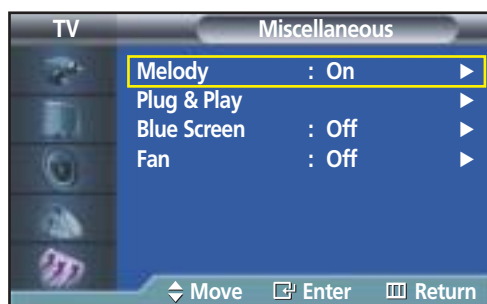 TV Miscellaneous
Melody : On
Plug & Play
Blue Screen : Off
Fan : Off
Move Enter Return